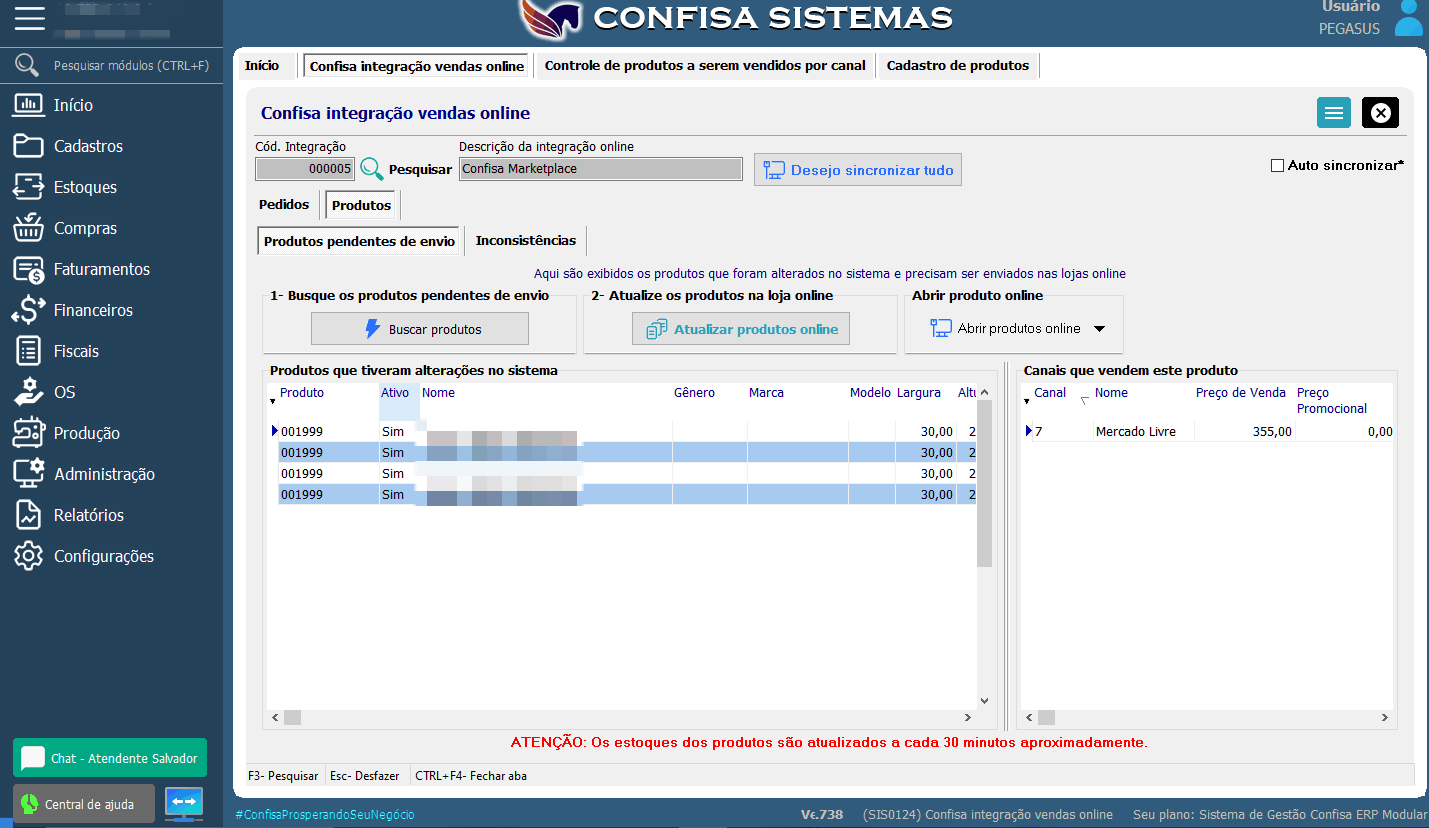 CONFISA SISTEMAS
Usuário
PEGASUS
Pesquisar módulos (CTRL+F)
Início
Cadastros
Estoques
Compras
Faturamentos
Financeiros
Fiscais
OS
Produção
Administração
Relatórios
Configurações
Chat - Atendente Salvador
Central de ajuda
Início Confisa integração vendas online Controle de produtos a serem vendidos por canal Cadastro de produtos
Confisa integração vendas online
Cód. Integração Descrição da integração online
000005 Pesquisar Confisa Marketplace Desejo sincronizar tudo Auto sincronizar*
Pedidos Produtos
Produtos pendentes de envio Inconsistências
Aqui são exibidos os produtos que foram alterados no sistema e precisam ser enviados nas lojas online
1- Busque os produtos pendentes de envio 2- Atualize os produtos na loja online Abrir produto online
Buscar produtos Atualizar produtos online Abrir produtos online
Produtos que tiveram alterações no sistema
Produto Ativo Nome Gênero Marca Modelo Largura Altu
001999 Sim 30,00 2
001999 Sim 30,00 2
001999 Sim 30,00 2
001999 Sim 30,00 2
Canais que vendem este produto
Canal Nome Preço de Venda Preço
Promocional
7 Mercado Livre 355,00 0,00
ATENÇÃO: Os estoques dos produtos são atualizados a cada 30 minutos aproximadamente.
F3- Pesquisar Esc- Desfazer CTRL+F4- Fechar aba
#ConfisaProsperandoSeuNegócio V6.738 (SIS0124) Confisa integração vendas online Seu plano: Sistema de Gestão Confisa ERP Modular